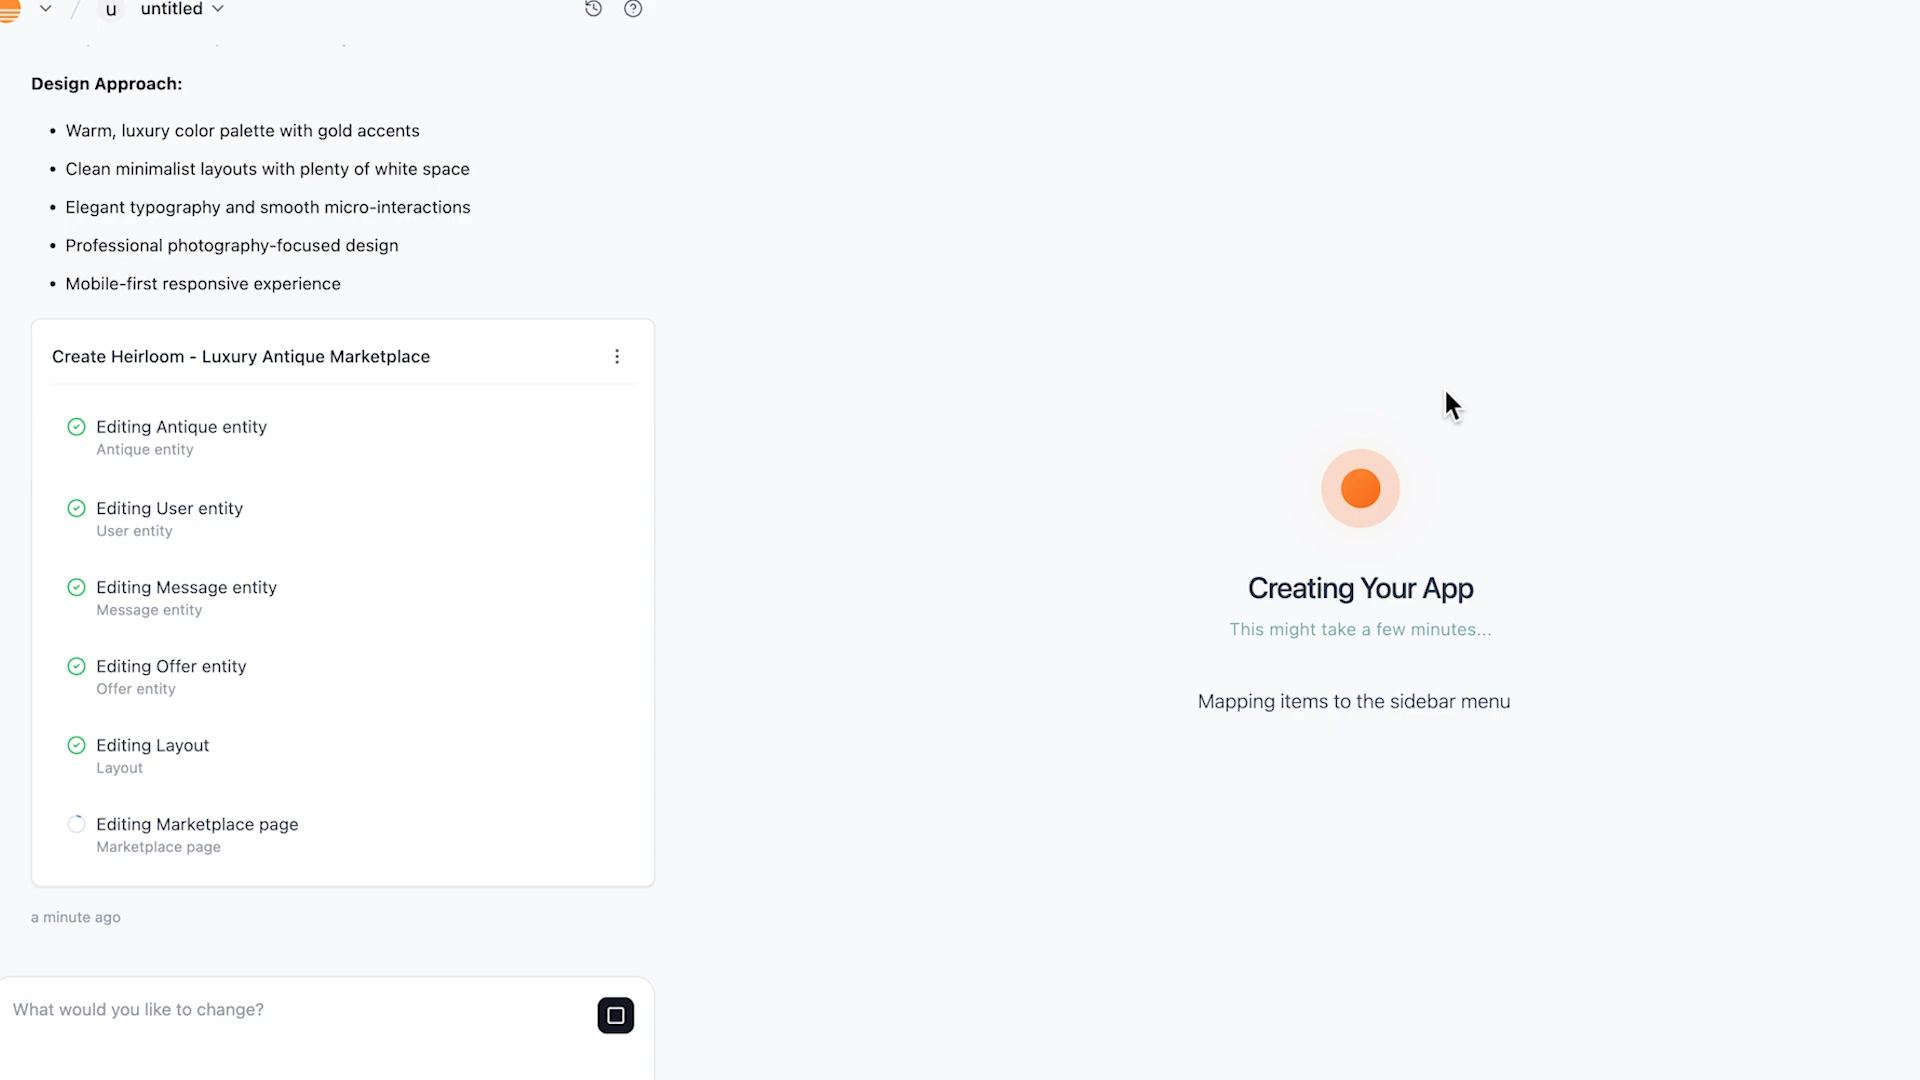 u untitled
Design Approach:
• Warm, luxury color palette with gold accents
• Clean minimalist layouts with plenty of white space
• Elegant typography and smooth micro-interactions
• Professional photography-focused design
• Mobile-first responsive experience
Create Heirloom - Luxury Antique Marketplace
Editing Antique entity
Antique entity
Editing User entity
User entity
Editing Message entity
Message entity
Editing Offer entity
Offer entity
Editing Layout
Layout
Editing Marketplace page
Marketplace page
a minute ago
What would you like to change?
Creating Your App
This might take a few minutes...
Mapping items to the sidebar menu